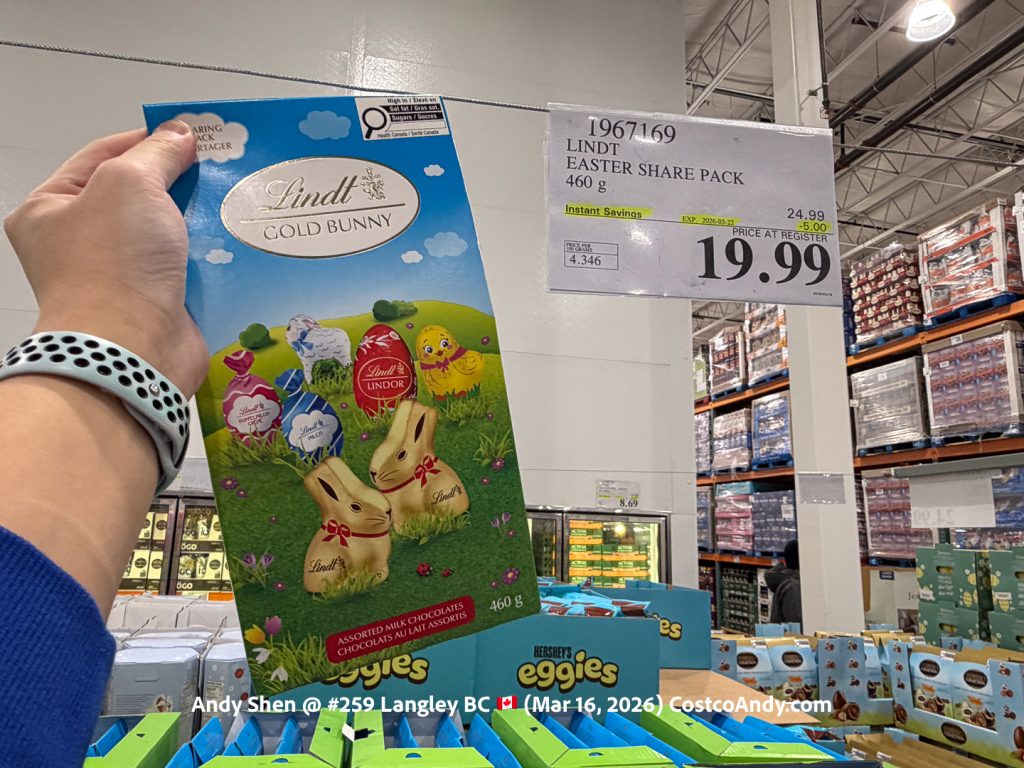 SHARING
PACK
PARTAGER
High in / Élevé en
Sat fat / Gras sat.
Sugars / Sucres
Health Canada / Santé Canada
Lindt
GOLD BUNNY
Lindt
LINDOR
Lindt
DOPPELMILCH
Lindt
MILCH
Lindt
Lindt
ASSORTED MILK CHOCOLATES
CHOCOLATS AU LAIT ASSORTIS
460 g
1967169
LINDT
EASTER SHARE PACK
460 g
Instant Savings
EXP. 2026-03-22
24.99
-5.00
PRICE AT REGISTER
19.99
PRICE PER
100 GRAMS
4.346
8.69
HERSHEY'S
eggies
eggies
Andy Shen @ #259 Langley BC 🇨🇦 (Mar 16, 2026) CostcoAndy.com